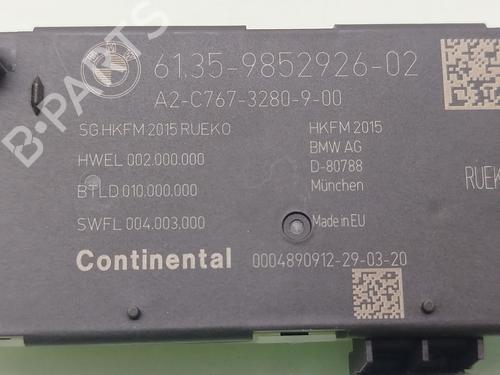 BMW
61.35-9852926-02
A2-C767-3280-9-00
SG.HKFM 2015 RUEKO
HWEL 002.000.000
BTLD 010.000.000
SWFL 004.003.000
HKFM 2015
BMW AG
D-80788
München
Made in EU
RUEK
Continental
0004890912-29-03-20
B-PARTS